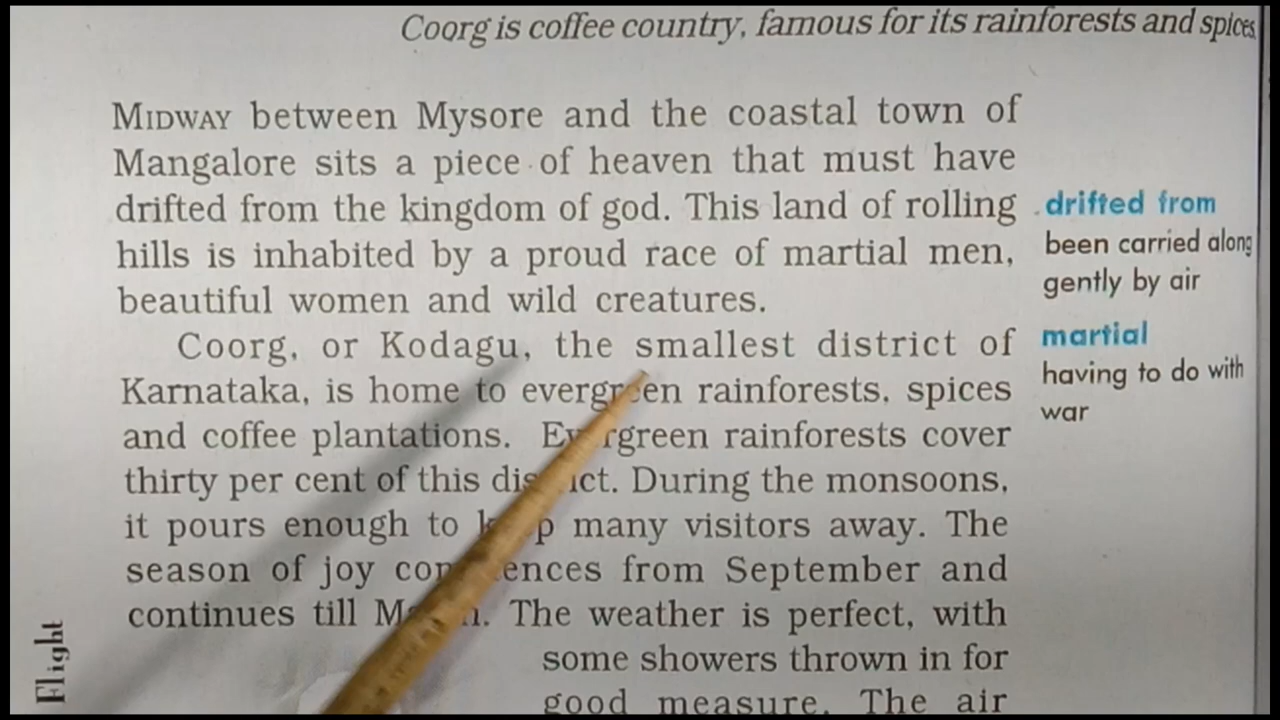 Coorg is coffee country, famous for its rainforests and spices.
MIDWAY between Mysore and the coastal town of
Mangalore sits a piece of heaven that must have
drifted from the kingdom of god. This land of rolling
hills is inhabited by a proud race of martial men,
beautiful women and wild creatures.
Coorg, or Kodagu, the smallest district of
Karnataka, is home to evergreen rainforests, spices
and coffee plantations. Evergreen rainforests cover
thirty per cent of this district. During the monsoons,
it pours enough to keep many visitors away. The
season of joy commences from September and
continues till March. The weather is perfect, with
some showers thrown in for
good measure. The air
drifted from
been carried along
gently by air
martial
having to do with
war
Flight